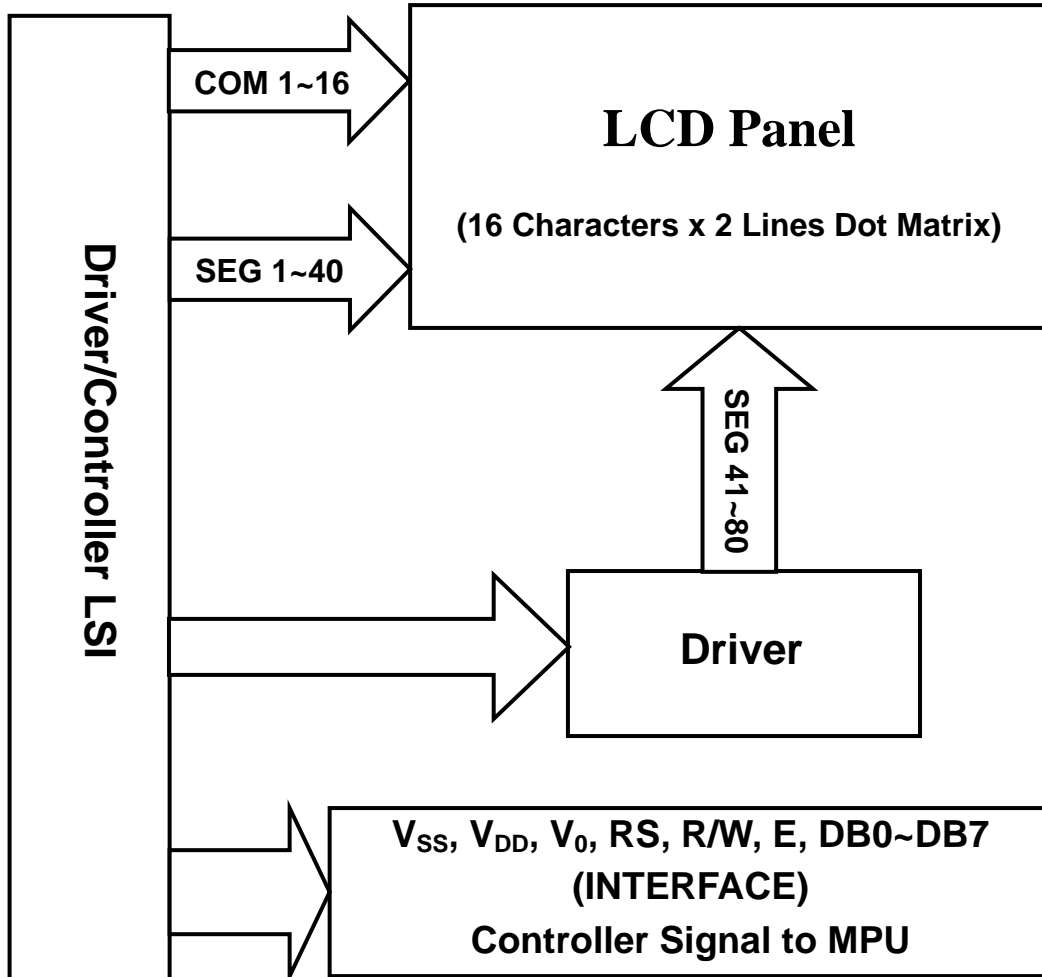 COM 1~16
LCD Panel
(16 Characters x 2 Lines Dot Matrix)
SEG 1~40
Driver/Controller LSI
SEG 41~80
Driver
VSS, VDD, V0, RS, R/W, E, DB0~DB7
(INTERFACE)
Controller Signal to MPU